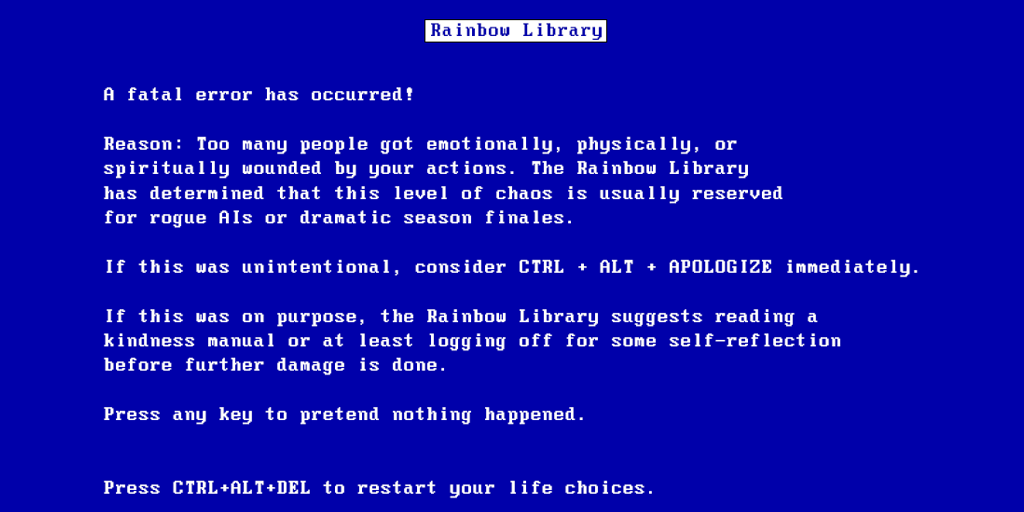 Rainbow Library
A fatal error has occurred!
Reason: Too many people got emotionally, physically, or
spiritually wounded by your actions. The Rainbow Library
has determined that this level of chaos is usually reserved
for rogue AIs or dramatic season finales.
If this was unintentional, consider CTRL + ALT + APOLOGIZE immediately.
If this was on purpose, the Rainbow Library suggests reading a
kindness manual or at least logging off for some self-reflection
before further damage is done.
Press any key to pretend nothing happened.
Press CTRL+ALT+DEL to restart your life choices.